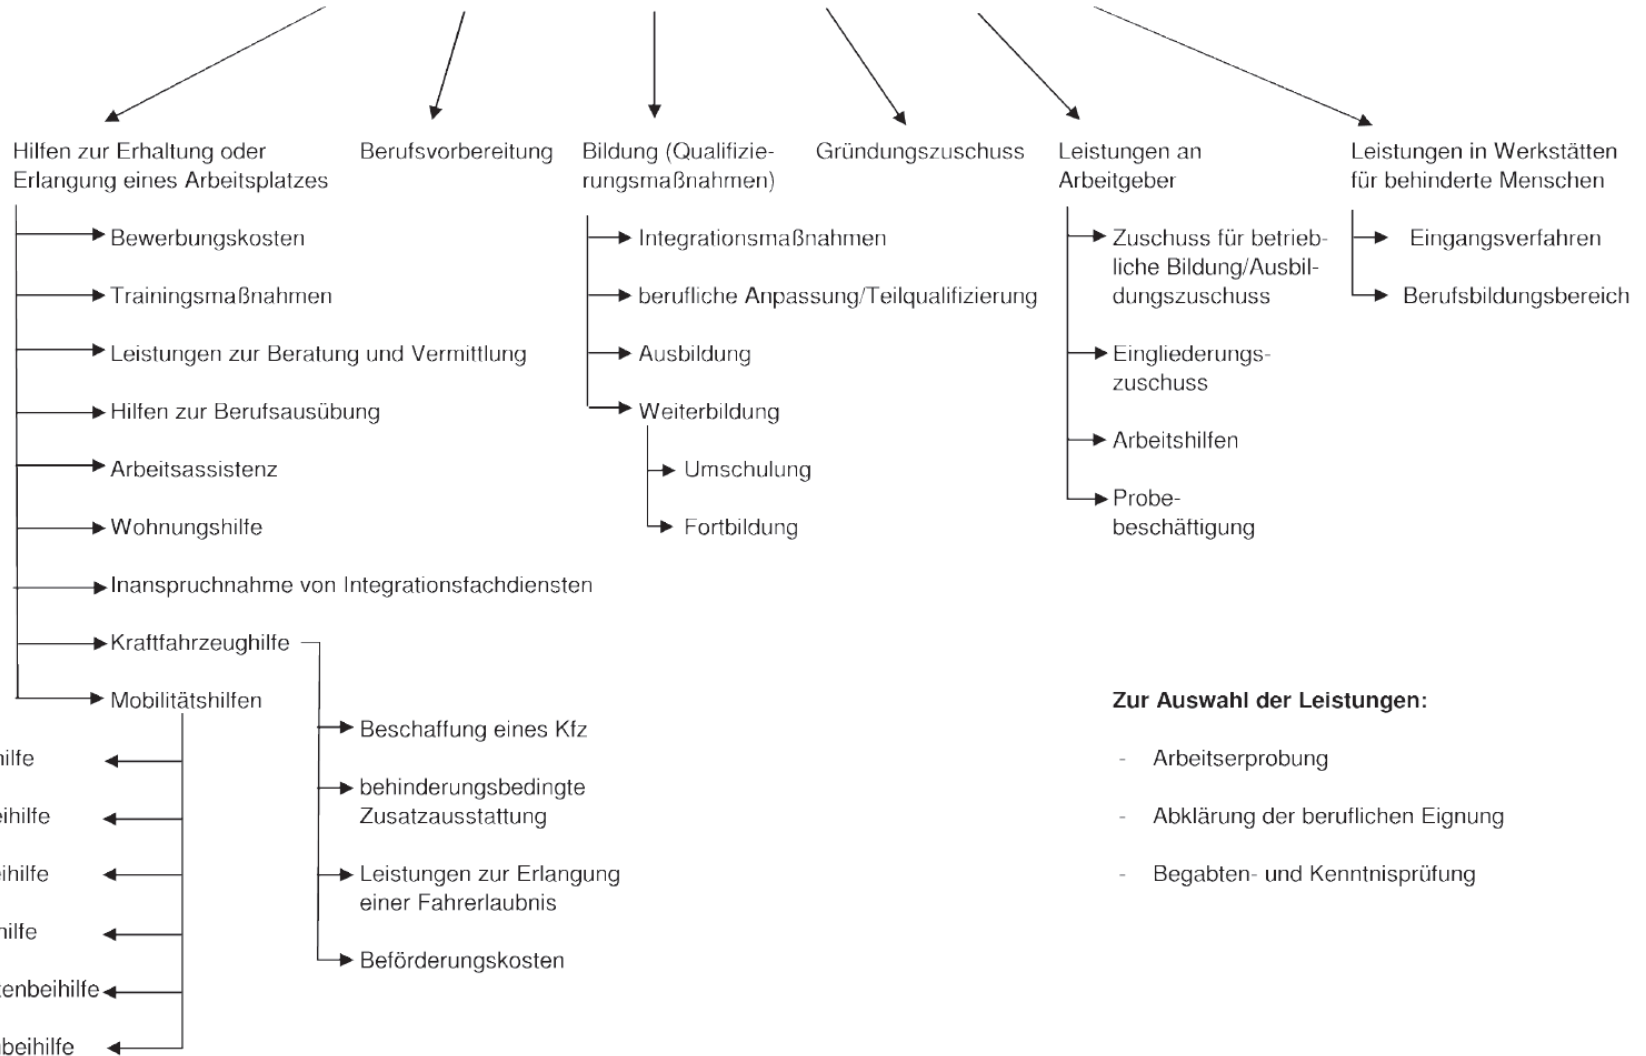 Hilfen zur Erhaltung oder
Erlangung eines Arbeitsplatzes
Bewerbungskosten
Trainingsmaßnahmen
Leistungen zur Beratung und Vermittlung
Hilfen zur Berufsausübung
Arbeitsassistenz
Wohnungshilfe
Inanspruchnahme von Integrationsfachdiensten
Kraftfahrzeughilfe
Mobilitätshilfen
Beschaffung eines Kfz
behinderungsbedingte
Zusatzausstattung
Leistungen zur Erlangung
einer Fahrerlaubnis
Beförderungskosten
Berufsvorbereitung
Bildung (Qualifizie-
rungsmaßnahmen)
Integrationsmaßnahmen
berufliche Anpassung/Teilqualifizierung
Ausbildung
Weiterbildung
Umschulung
Fortbildung
Gründungszuschuss
Leistungen an
Arbeitgeber
Zuschuss für betrieb-
liche Bildung/Ausbil-
dungszuschuss
Eingliederungs-
zuschuss
Arbeitshilfen
Probe-
beschäftigung
Leistungen in Werkstätten
für behinderte Menschen
Eingangsverfahren
Berufsbildungsbereich
Zur Auswahl der Leistungen:
- Arbeitserprobung
- Abklärung der beruflichen Eignung
- Begabten- und Kenntnisprüfung